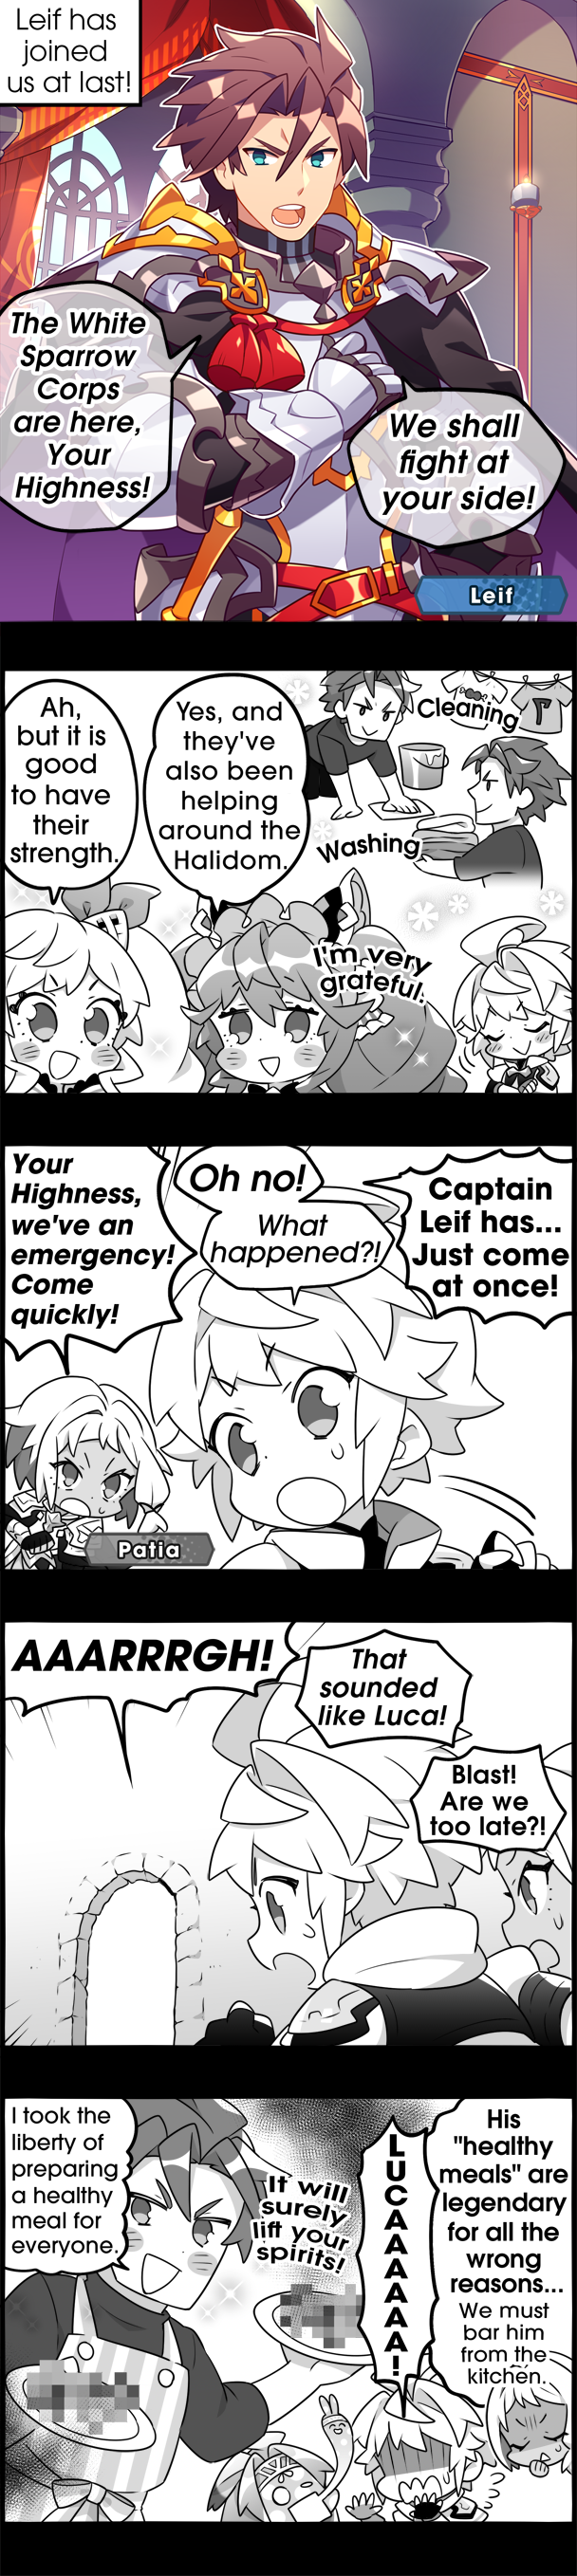 Leif has
joined
us at last!
The White
Sparrow
Corps
are here,
Your
Highness!
We shall
fight at
your side!
Leif
Ah,
but it is
good
to have
their
strength.
Yes, and
they've
also been
helping
around the
Halidom.
Cleaning
Washing
I'm very
grateful.
Your
Highness,
we've an
emergency!
Come
quickly!
Oh no!
What
happened?!
Captain
Leif has...
Just come
at once!
Patia
AAARRRGH!
That
sounded
like Luca!
Blast!
Are we
too late?!
I took the
liberty of
preparing
a healthy
meal for
everyone.
It will
surely
lift your
spirits!
LUCAAAAAA!
His
"healthy
meals" are
legendary
for all the
wrong
reasons...
We must
bar him
from the
kitchen.